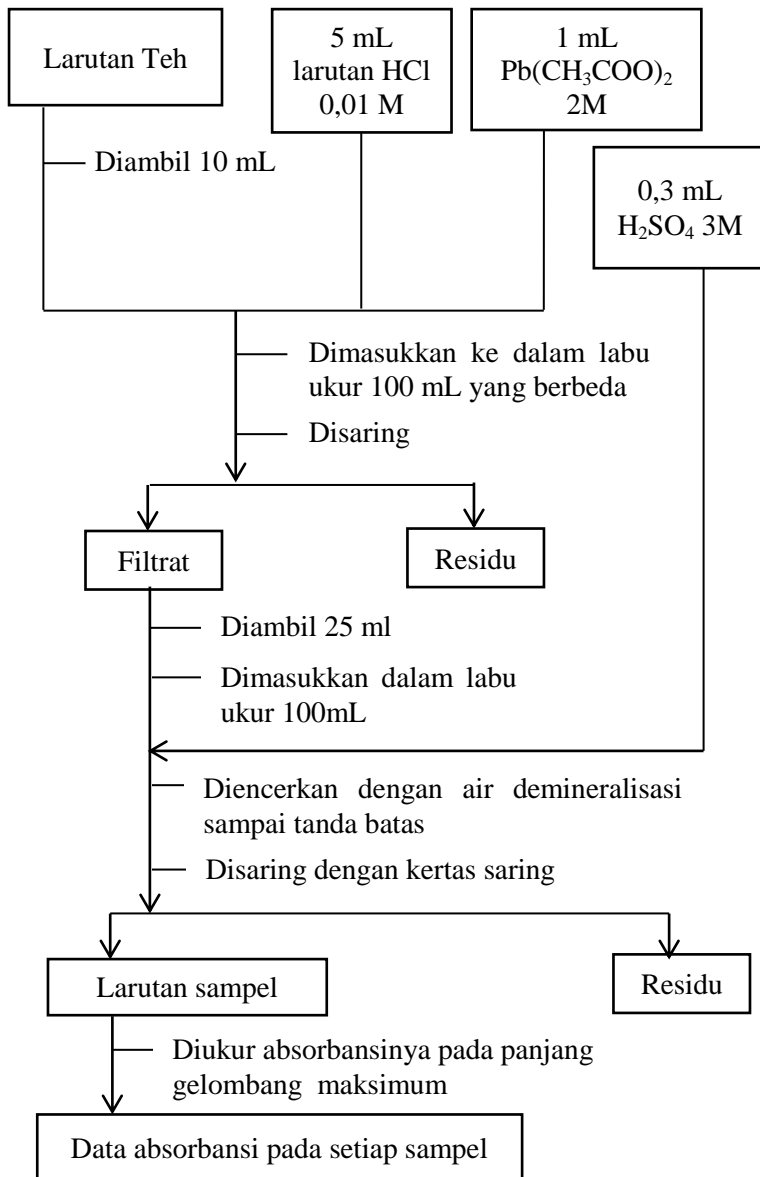 Larutan Teh
5 mL
larutan HCl
0,01 M
1 mL
Pb(CH₃COO)₂
2M
Diambil 10 mL
0,3 mL
H₂SO₄ 3M
Dimasukkan ke dalam labu
ukur 100 mL yang berbeda
Disaring
Filtrat
Residu
Diambil 25 ml
Dimasukkan dalam labu
ukur 100mL
Diencerkan dengan air demineralisasi
sampai tanda batas
Disaring dengan kertas saring
Larutan sampel
Residu
Diukur absorbansinya pada panjang
gelombang maksimum
Data absorbansi pada setiap sampel